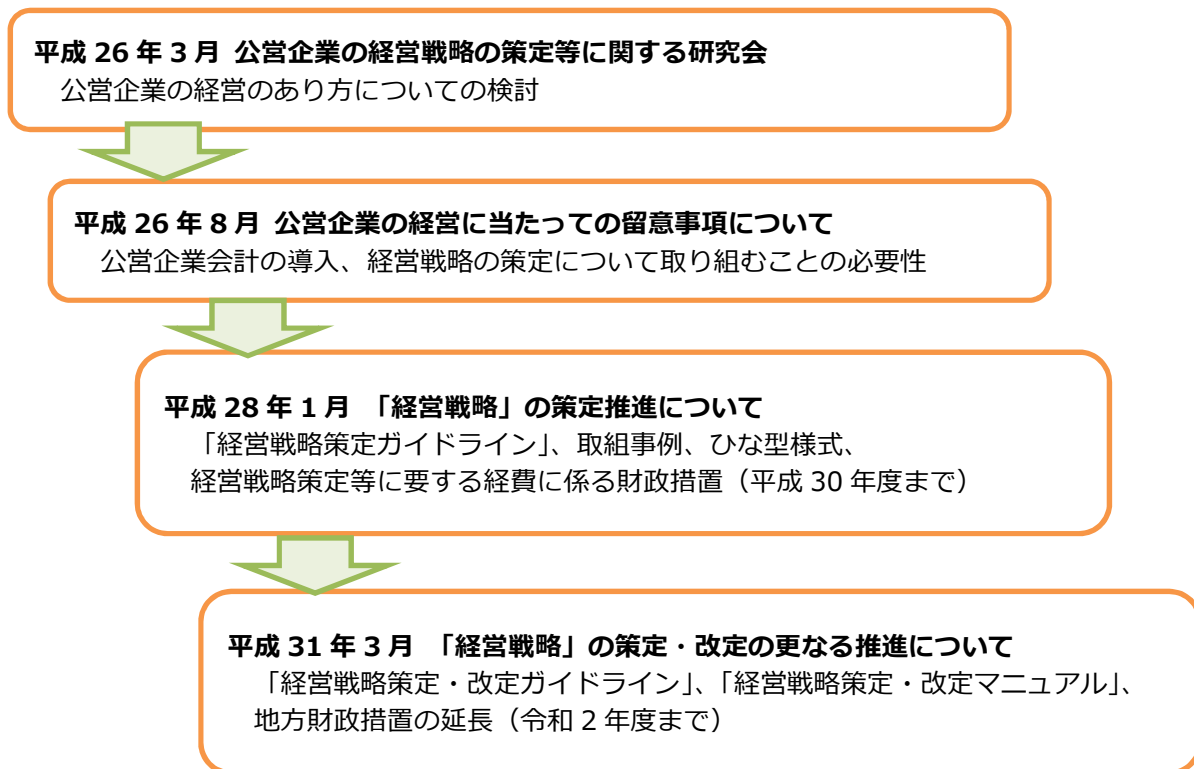 平成 26 年 3 月 公営企業の経営戦略の策定等に関する研究会
公営企業の経営のあり方についての検討
平成 26 年 8 月 公営企業の経営に当たっての留意事項について
公営企業会計の導入、経営戦略の策定について取り組むことの必要性
平成 28 年 1 月 「経営戦略」の策定推進について
「経営戦略策定ガイドライン」、取組事例、ひな型様式、
経営戦略策定等に要する経費に係る財政措置（平成 30 年度まで）
平成 31 年 3 月 「経営戦略」の策定・改定の更なる推進について
「経営戦略策定・改定ガイドライン」、「経営戦略策定・改定マニュアル」、
地方財政措置の延長（令和 2 年度まで）